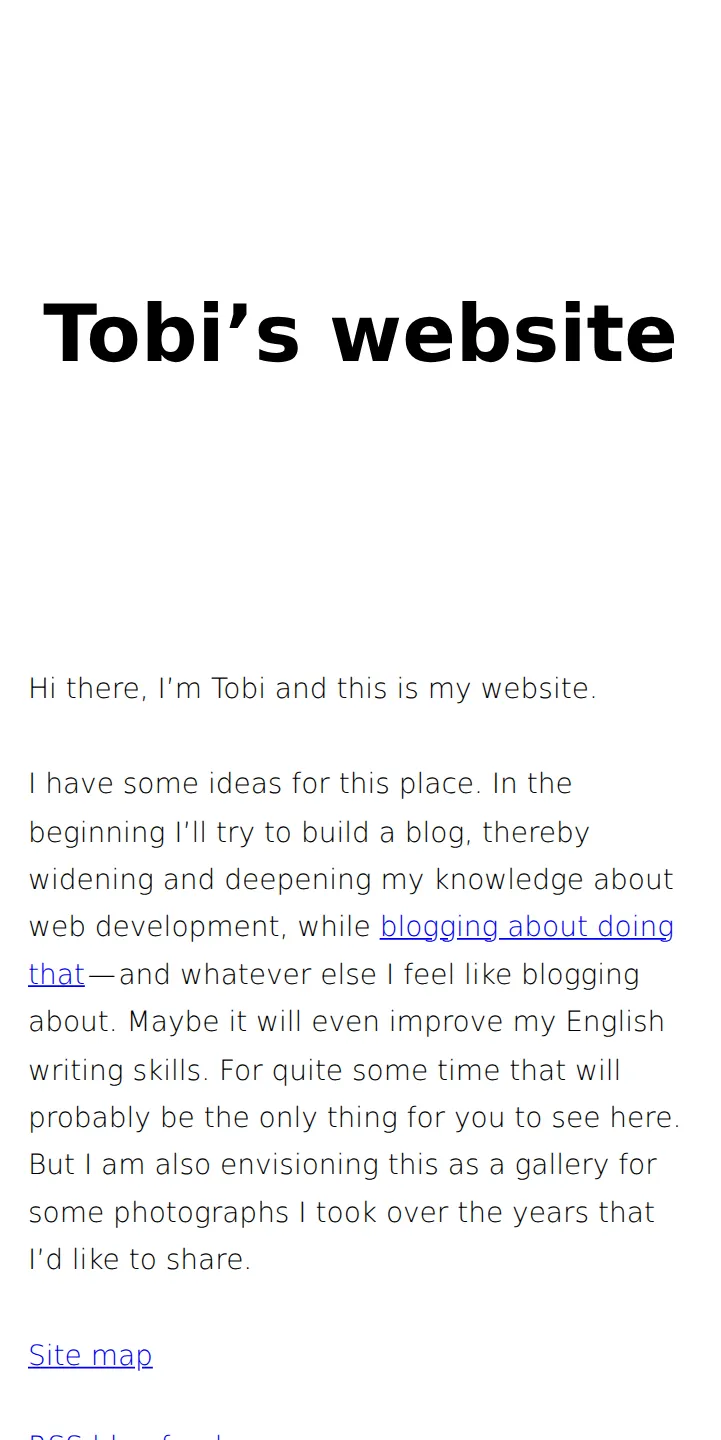 Tobi’s website
Hi there, I’m Tobi and this is my website.
I have some ideas for this place. In the
beginning I’ll try to build a blog, thereby
widening and deepening my knowledge about
web development, while blogging about doing
that—and whatever else I feel like blogging
about. Maybe it will even improve my English
writing skills. For quite some time that will
probably be the only thing for you to see here.
But I am also envisioning this as a gallery for
some photographs I took over the years that
I’d like to share.
Site map